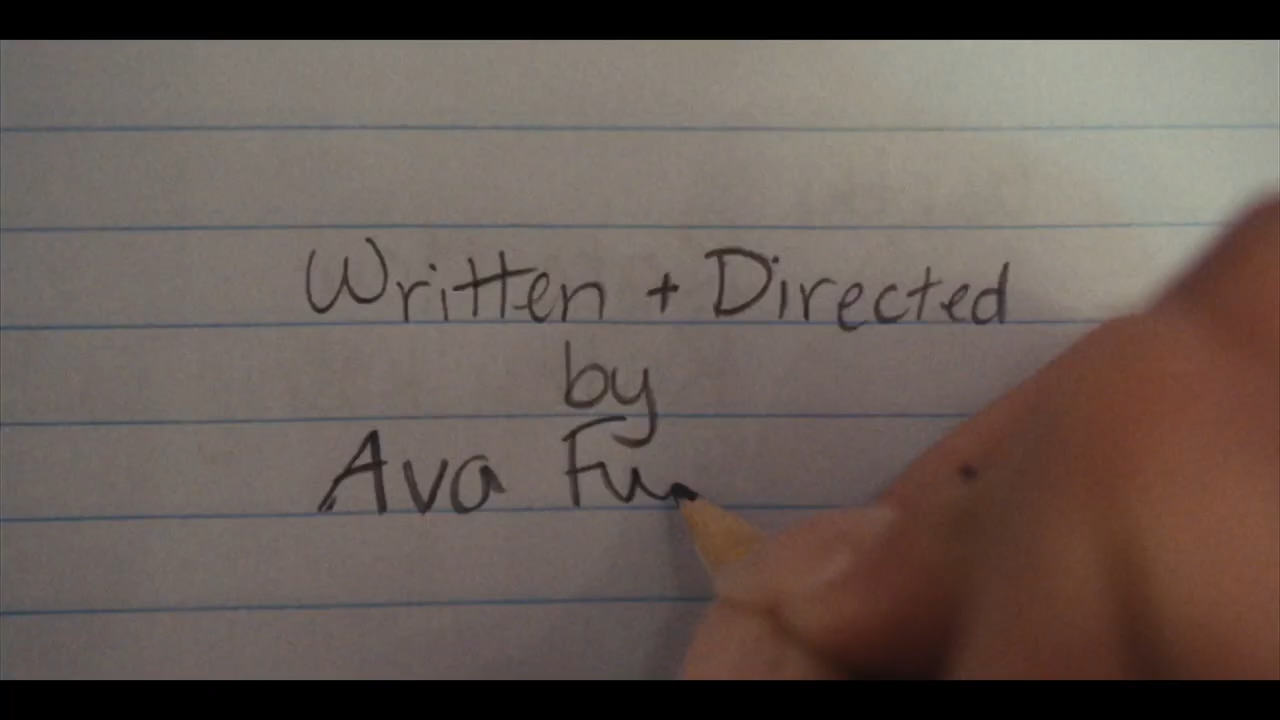 Written + Directed
by
Ava Fu